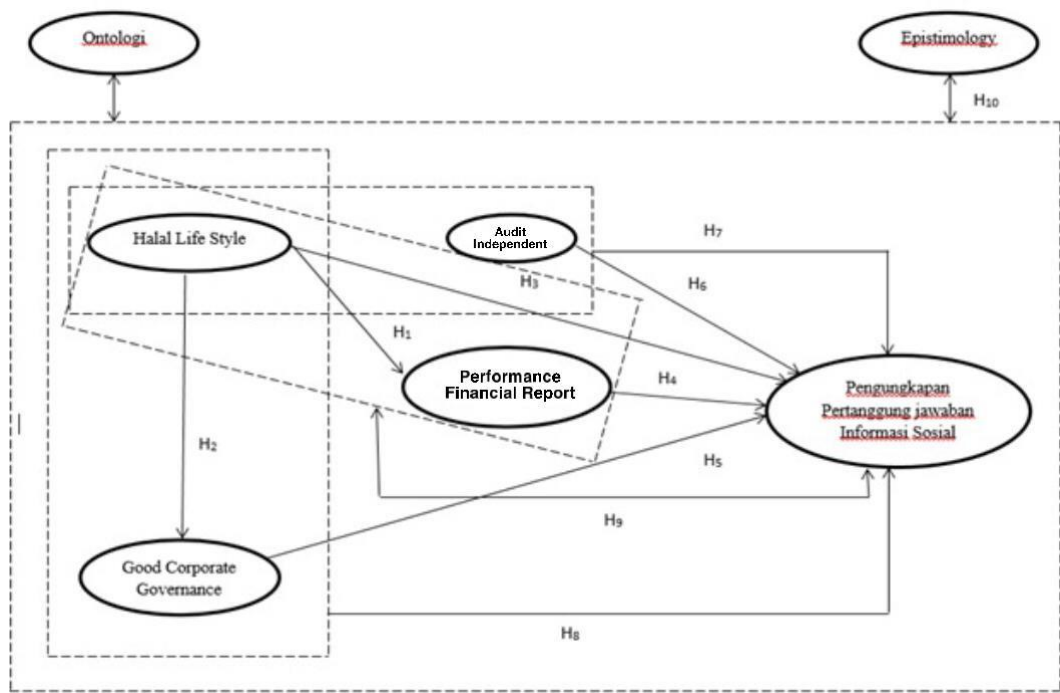 Ontologi
Epistimology
H10
Halal Life Style
Audit
Independent
H7
H3
H6
H1
Performance
Financial Report
H4
Pengungkapan
Pertanggung jawaban
Informasi Sosial
H2
H5
H9
Good Corporate
Governance
H8